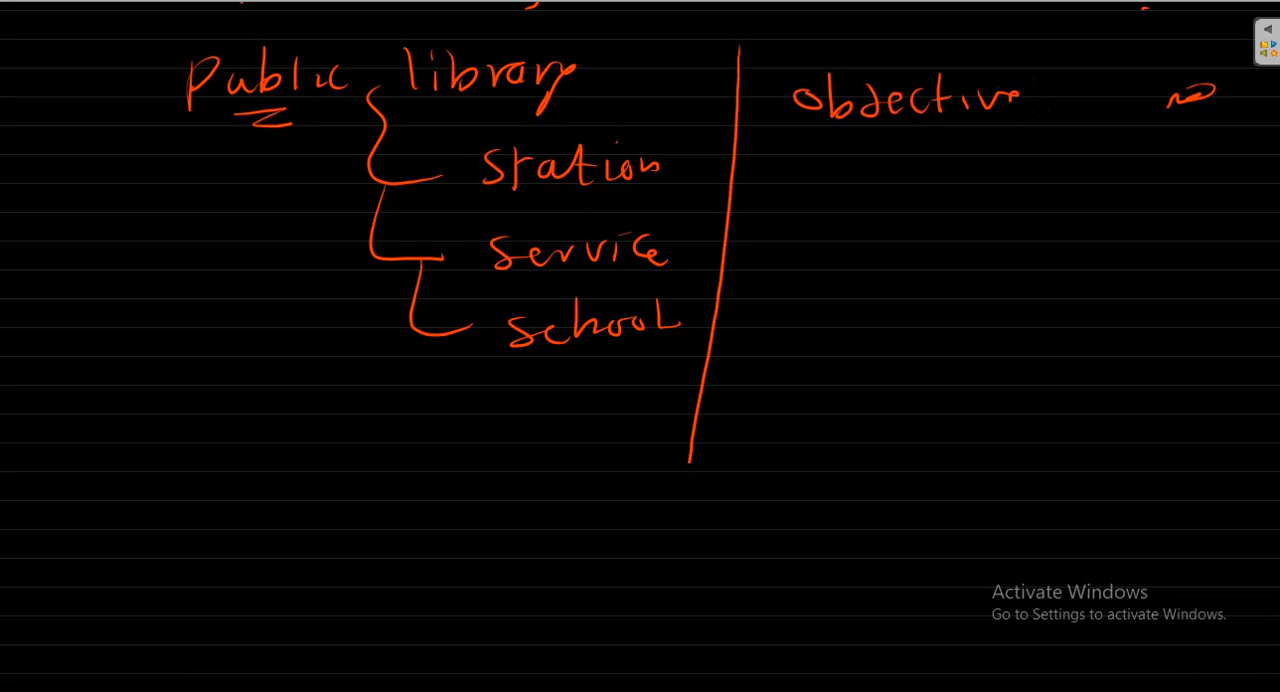 Public library
station
service
school
objective
Activate Windows
Go to Settings to activate Windows.